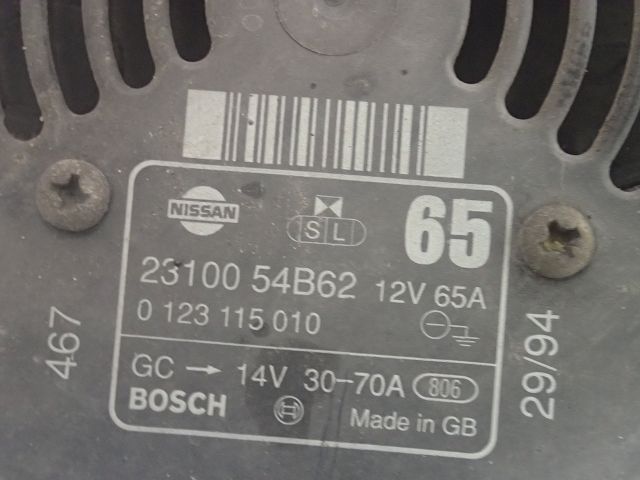 NISSAN S L 65
23100 54B62 12V 65A
0 123 115 010
GC → 14V 30-70A 806
BOSCH Made in GB
467
29/94